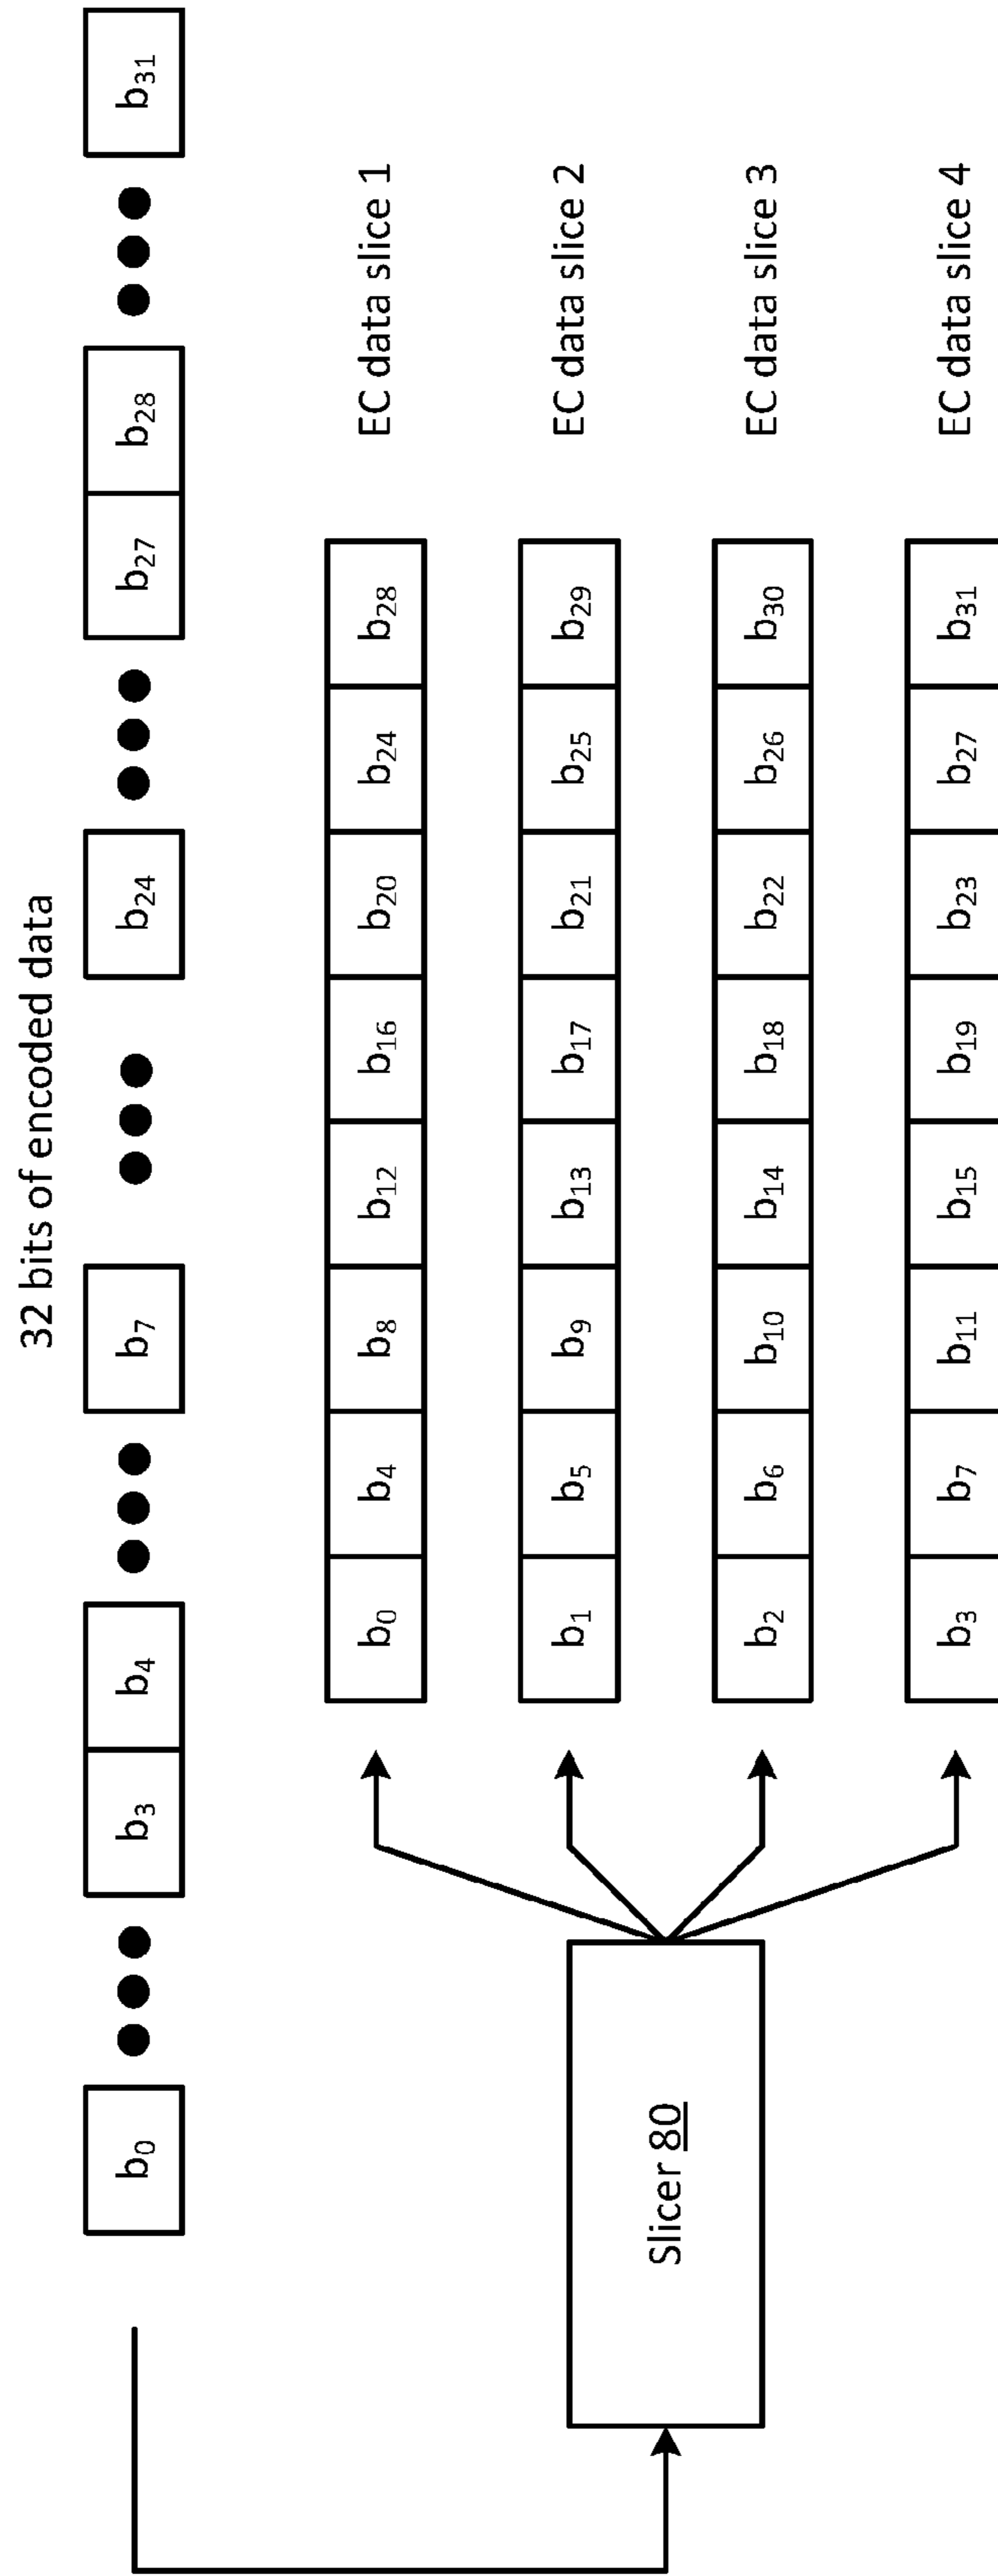 32 bits of encoded data
b0 b3 b4 b7 b24 b27 b28 b31
b0 b4 b8 b12 b16 b20 b24 b28 EC data slice 1
b1 b5 b9 b13 b17 b21 b25 b29 EC data slice 2
Slicer 80
b2 b6 b10 b14 b18 b22 b26 b30 EC data slice 3
b3 b7 b11 b15 b19 b23 b27 b31 EC data slice 4